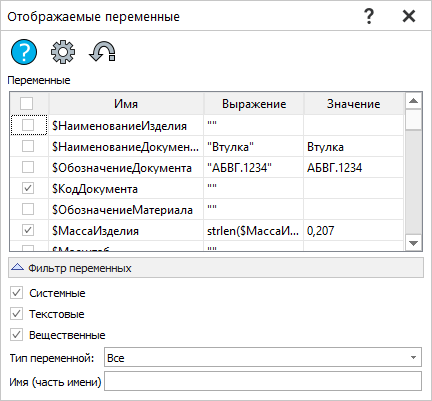 Отображаемые переменные ? ×
?
Переменные
Имя Выражение Значение
$НаименованиеИзделия ""
$НаименованиеДокумен... "Втулка" Втулка
$ОбозначениеДокумента "АБВГ.1234" АБВГ.1234
$КодДокумента ""
$ОбозначениеМатериала ""
$МассаИзделия strlen($МассаИ... 0,207
$Масштаб ""
Фильтр переменных
Системные
Текстовые
Вещественные
Тип переменной: Все
Имя (часть имени)